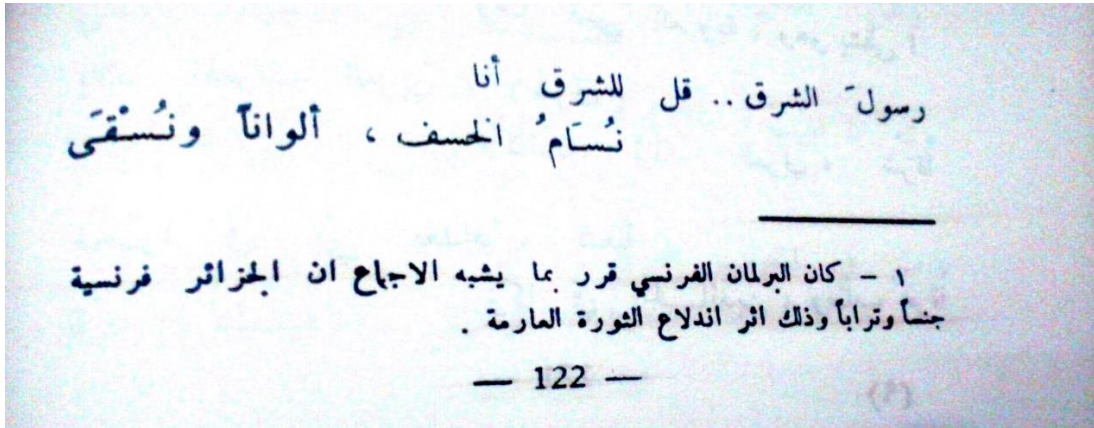 رسولَ الشرق .. قل للشرق أنا
نُسَامُ الخسف ، ألواناً ونُسْقَى
١ – كان البرلمان الفرنسي قرر بما يشبه الاجماع ان الجزائر فرنسية
جنساً وتراباً وذلك اثر اندلاع الثورة العارمة .
— 122 —